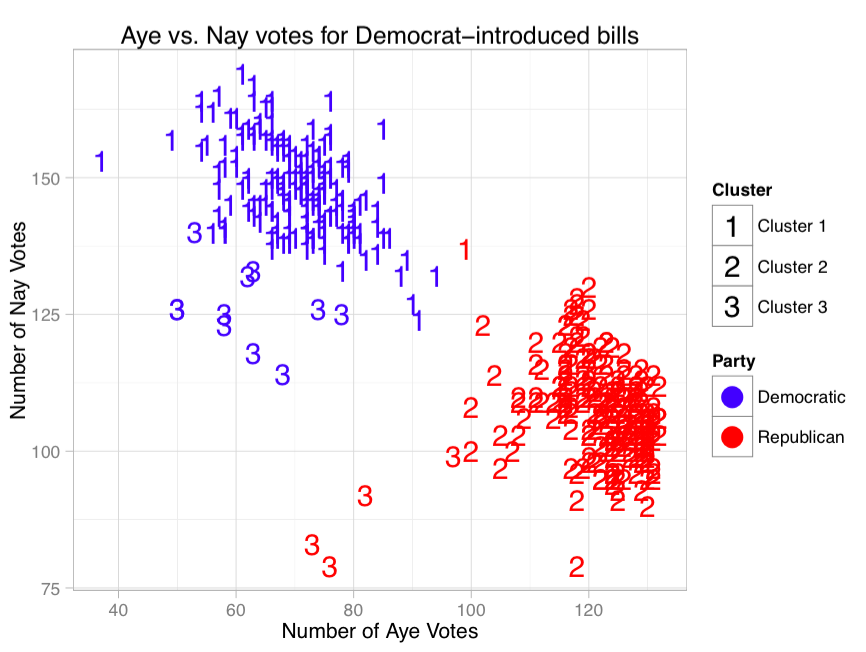 Aye vs. Nay votes for Democrat−introduced bills
Number of Nay Votes
150
125
100
75
40 60 80 100 120
Number of Aye Votes
Cluster
1 Cluster 1
2 Cluster 2
3 Cluster 3
Party
Democratic
Republican